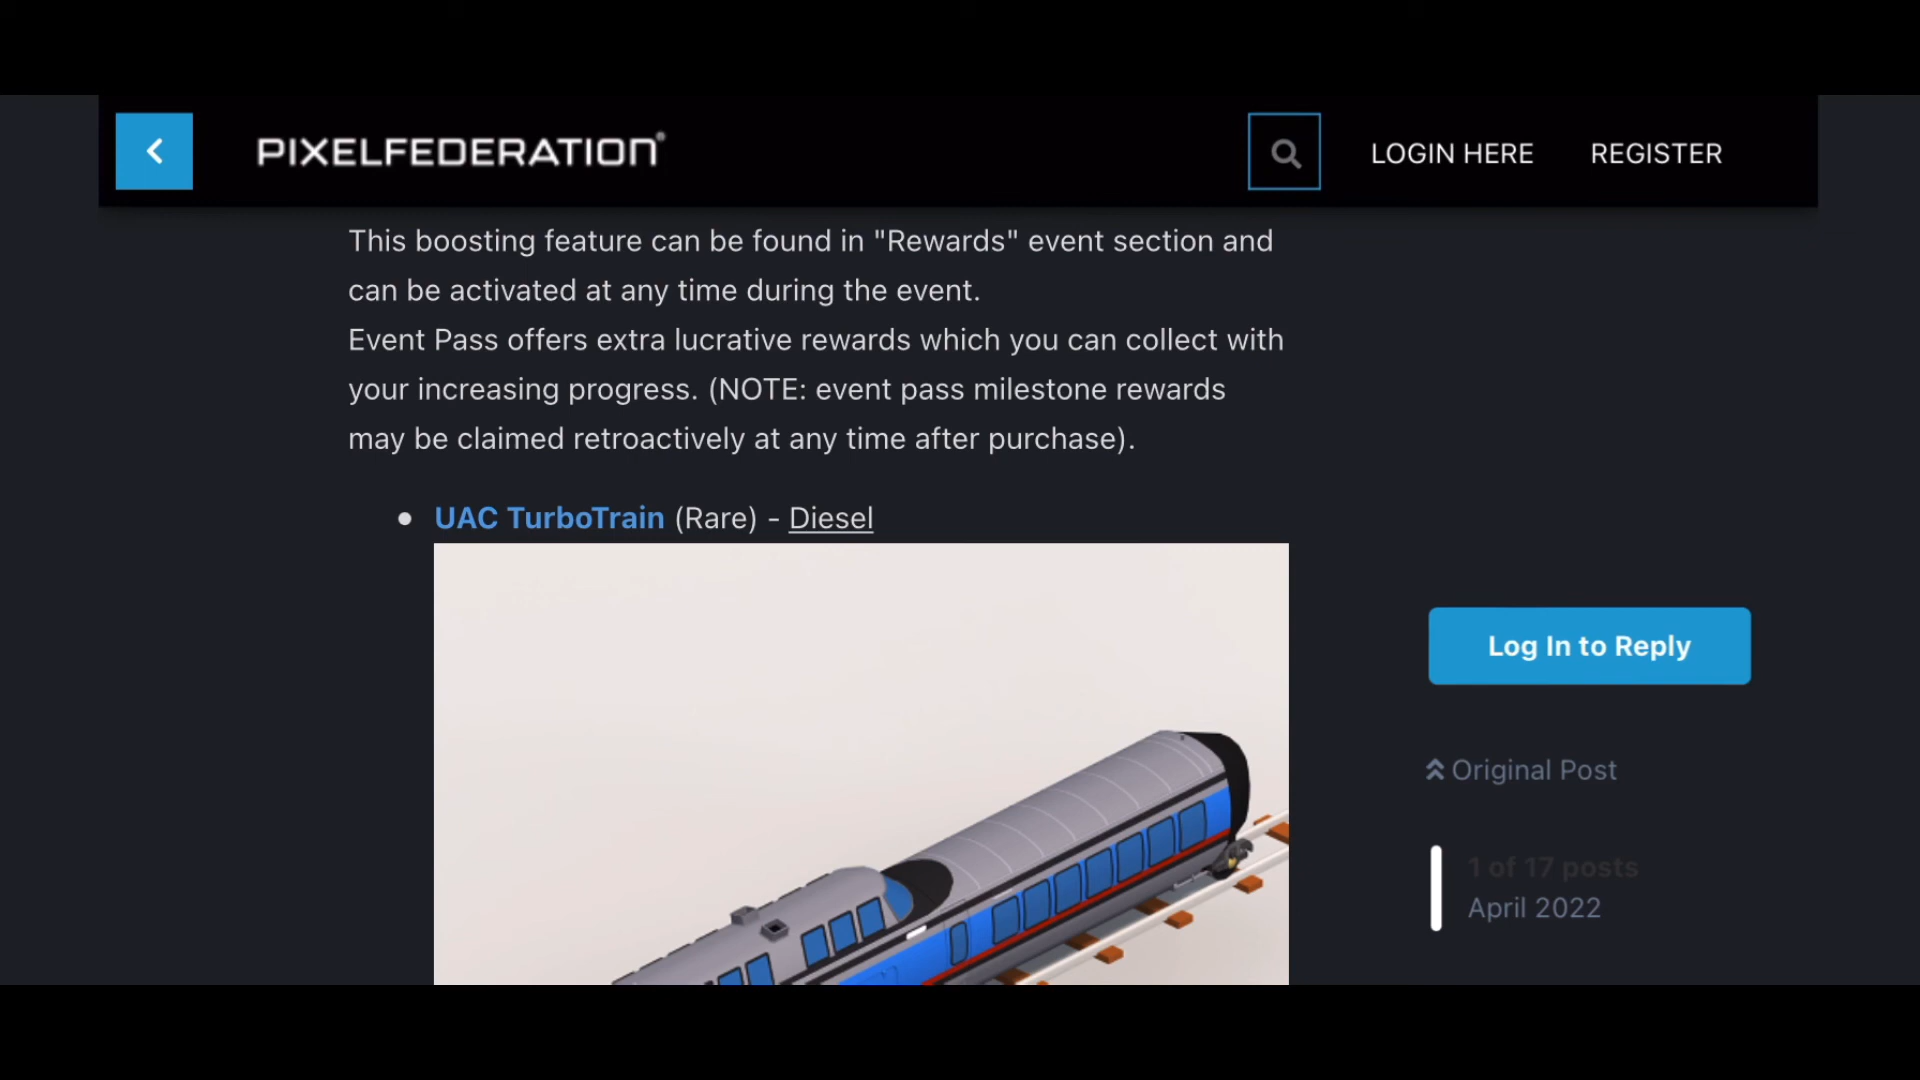 PIXELFEDERATION®
LOGIN HERE
REGISTER
This boosting feature can be found in "Rewards" event section and
can be activated at any time during the event.
Event Pass offers extra lucrative rewards which you can collect with
your increasing progress. (NOTE: event pass milestone rewards
may be claimed retroactively at any time after purchase).
• UAC TurboTrain (Rare) - Diesel
Log In to Reply
Original Post
1 of 17 posts
April 2022